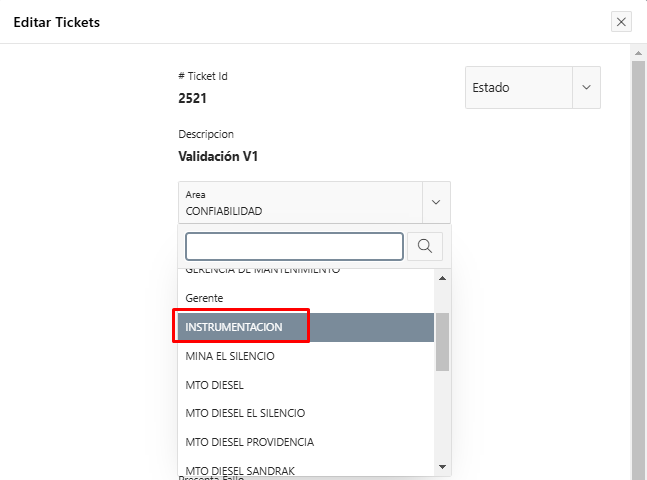 Editar Tickets
# Ticket Id
2521
Estado
Descripcion
Validación V1
Area
CONFIABILIDAD
GERENCIA DE MANTENIMIENTO
Gerente
INSTRUMENTACION
MINA EL SILENCIO
MTO DIESEL
MTO DIESEL EL SILENCIO
MTO DIESEL PROVIDENCIA
MTO DIESEL SANDRAK
Presenta Fallo